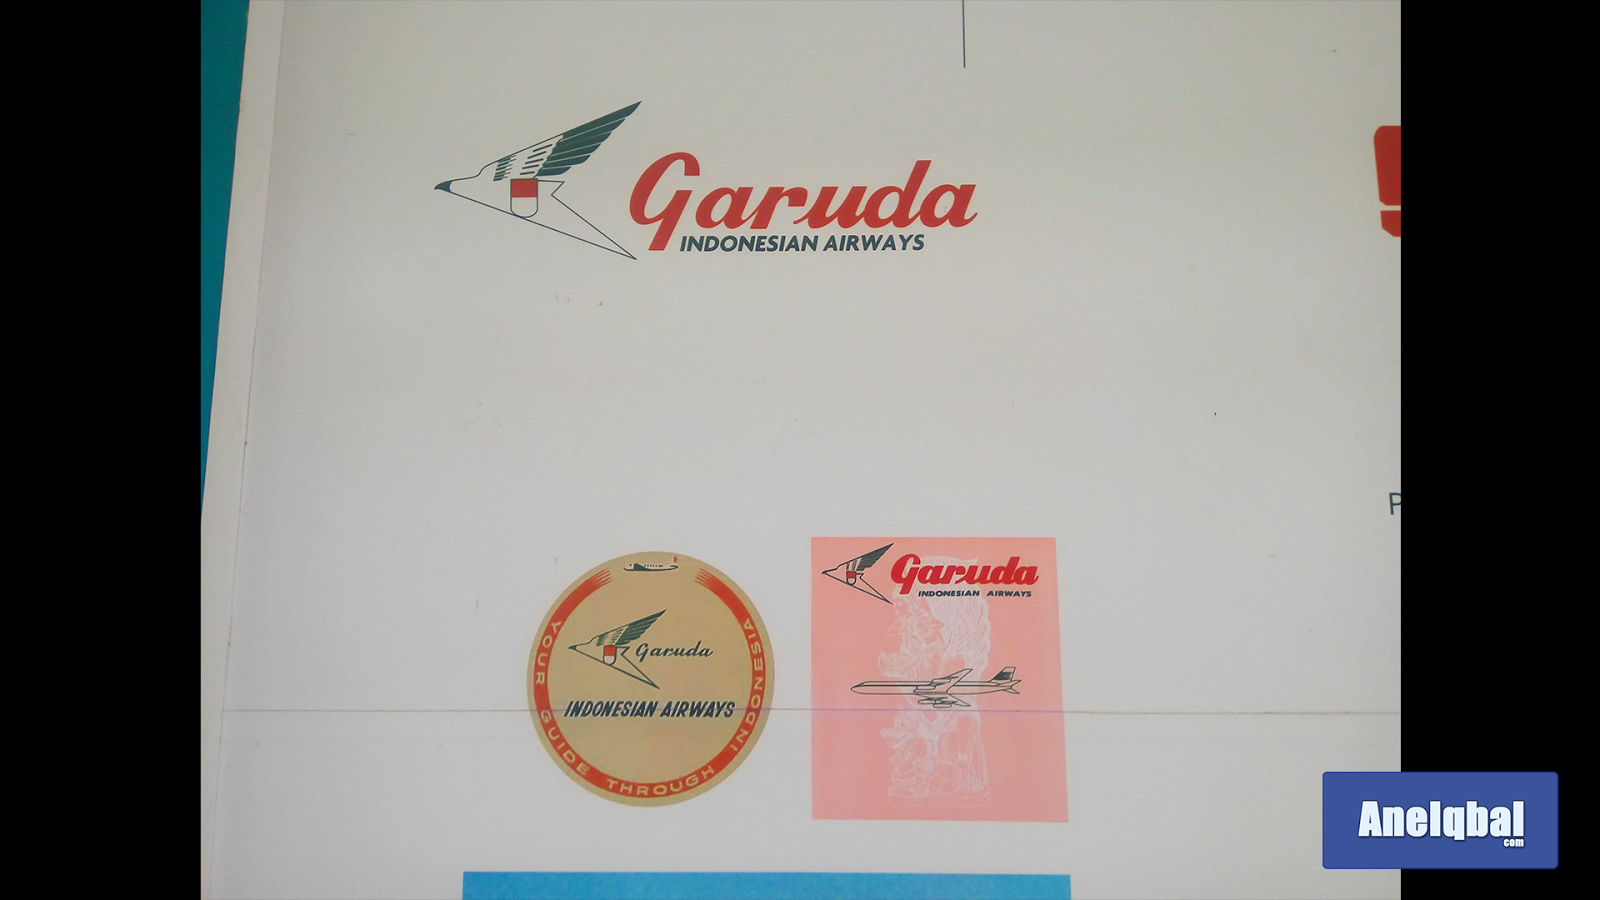 Garuda
INDONESIAN AIRWAYS
P
Garuda
INDONESIAN AIRWAYS
YOUR GUIDE THROUGH INDONESIA
Garuda
INDONESIAN AIRWAYS
AneIqbal
.com